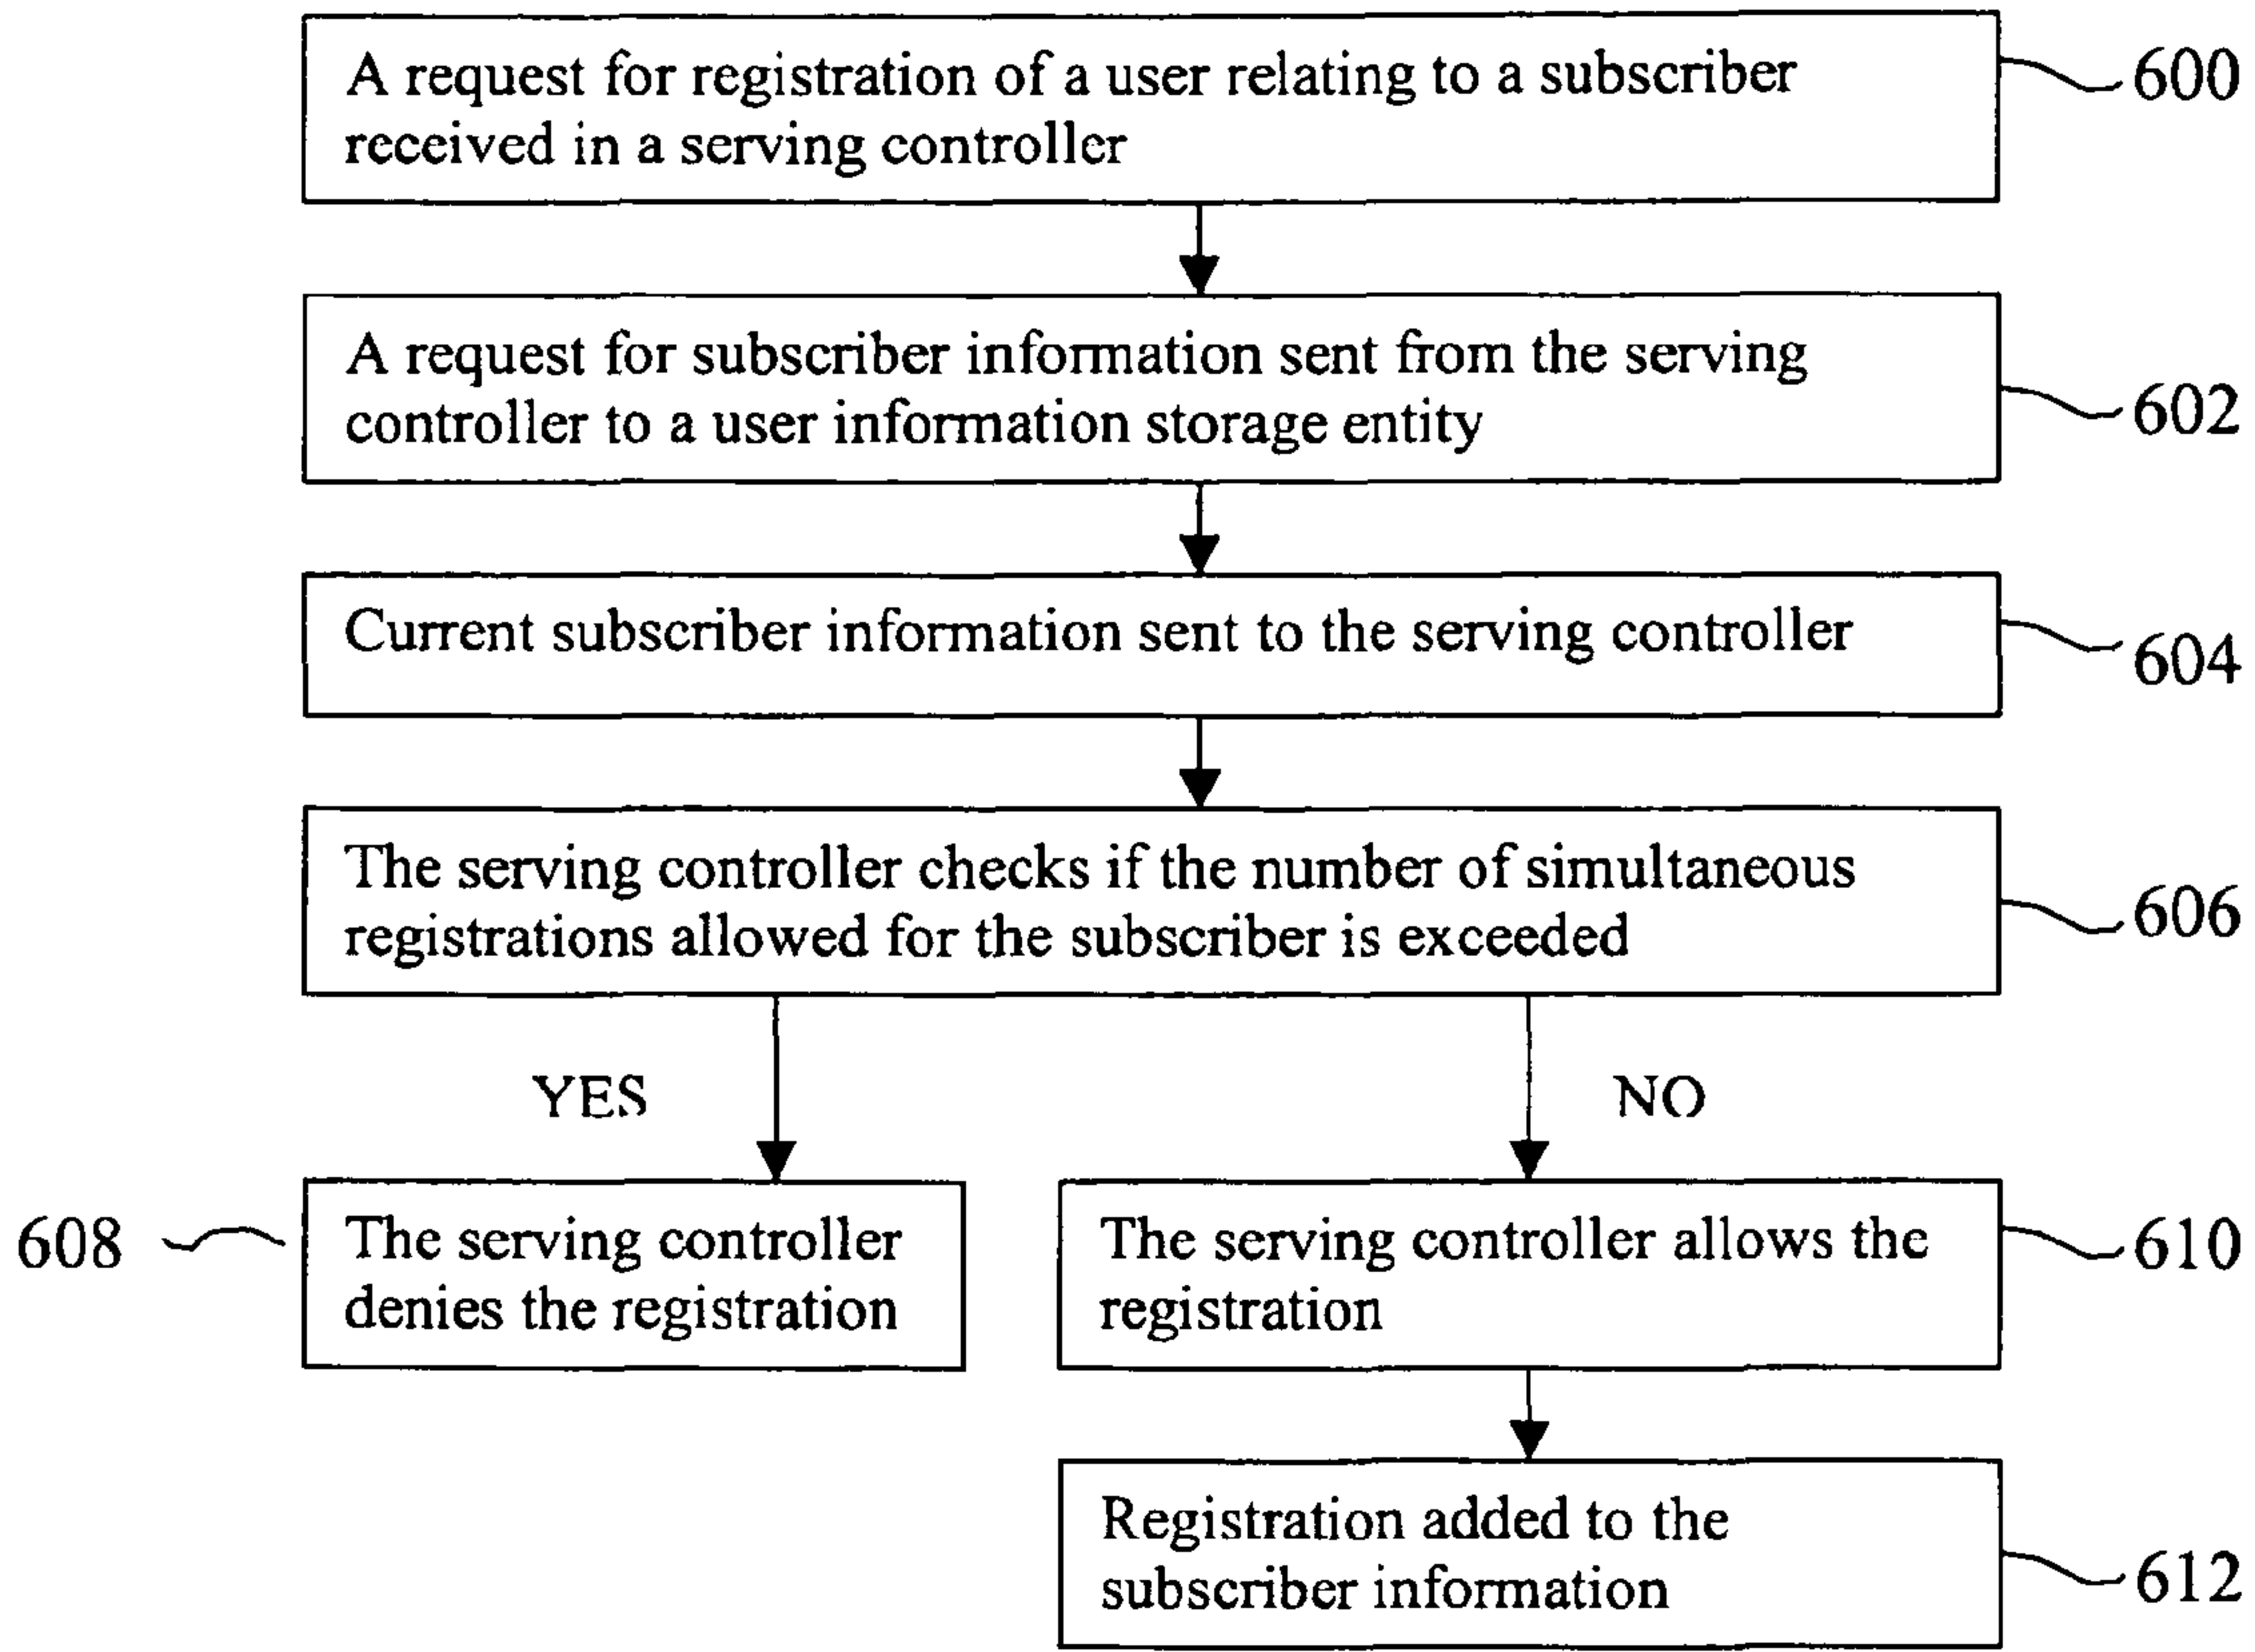 A request for registration of a user relating to a subscriber
received in a serving controller
600
A request for subscriber information sent from the serving
controller to a user information storage entity
602
Current subscriber information sent to the serving controller
604
The serving controller checks if the number of simultaneous
registrations allowed for the subscriber is exceeded
606
YES
NO
608
The serving controller
denies the registration
The serving controller allows the
registration
610
Registration added to the
subscriber information
612